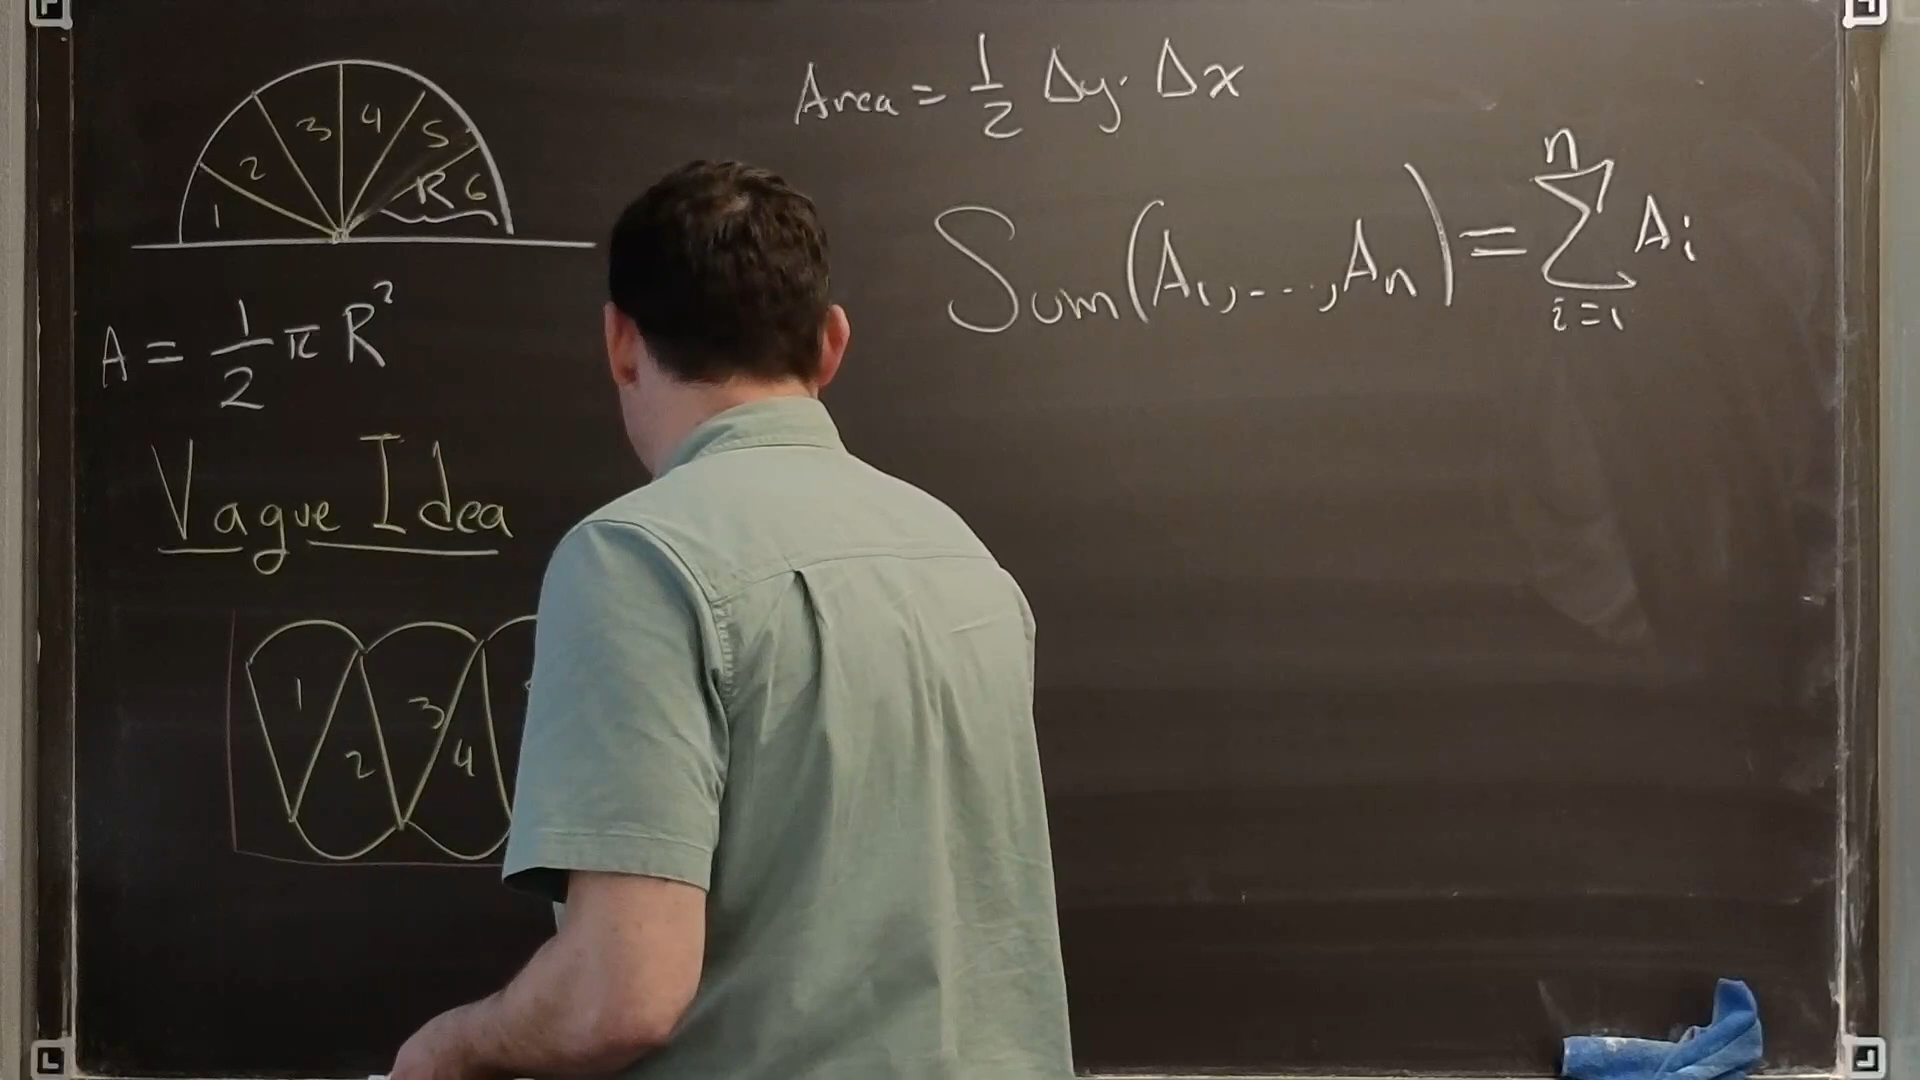 1 2 3 4 5 R 6
A = 1/2 π R²
Vague Idea
1 2 3 4
Area = 1/2 Δy · Δx
Sum(A₁, ..., Aₙ) = ∑ⁿᵢ₌₁ Aᵢ